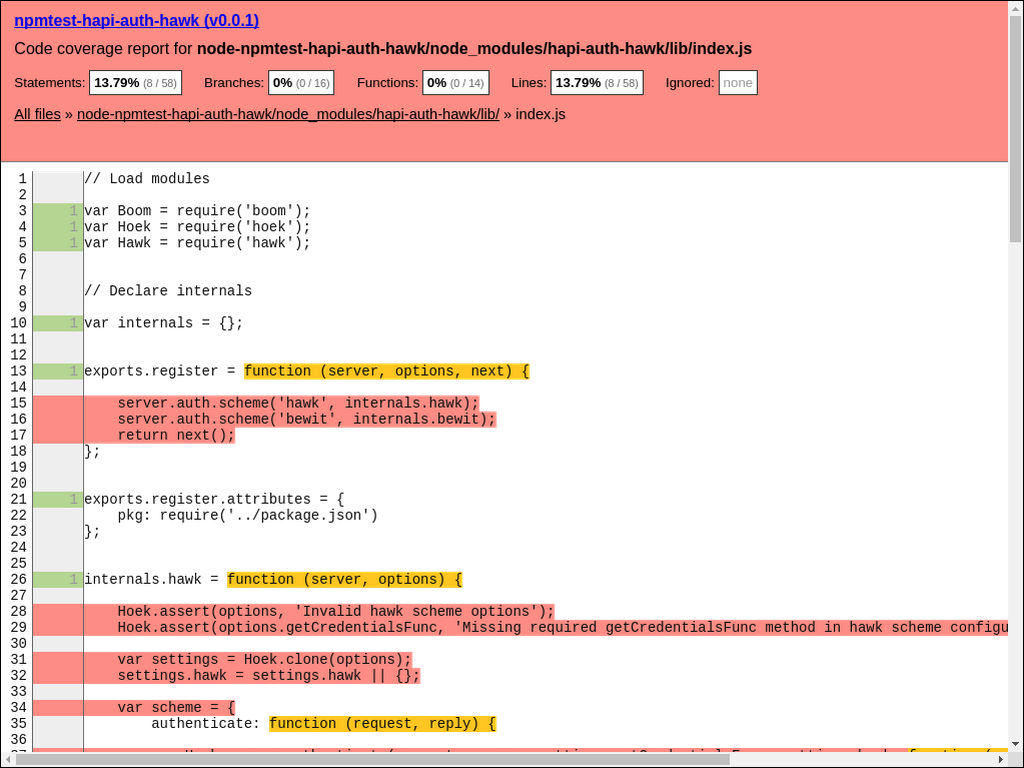 npmtest-hapi-auth-hawk (v0.0.1)
Code coverage report for node-npmtest-hapi-auth-hawk/node_modules/hapi-auth-hawk/lib/index.js
Statements: 13.79% (8 / 58) Branches: 0% (0 / 16) Functions: 0% (0 / 14) Lines: 13.79% (8 / 58) Ignored: none
All files » node-npmtest-hapi-auth-hawk/node_modules/hapi-auth-hawk/lib/ » index.js
1 // Load modules
2
3 1 var Boom = require('boom');
4 1 var Hoek = require('hoek');
5 1 var Hawk = require('hawk');
6
7
8 // Declare internals
9
10 1 var internals = {};
11
12
13 1 exports.register = function (server, options, next) {
14
15     server.auth.scheme('hawk', internals.hawk);
16     server.auth.scheme('bewit', internals.bewit);
17     return next();
18 };
19
20
21 1 exports.register.attributes = {
22     pkg: require('../package.json')
23 };
24
25
26 1 internals.hawk = function (server, options) {
27
28     Hoek.assert(options, 'Invalid hawk scheme options');
29     Hoek.assert(options.getCredentialsFunc, 'Missing required getCredentialsFunc method in hawk scheme configu
30
31     var settings = Hoek.clone(options);
32     settings.hawk = settings.hawk || {};
33
34     var scheme = {
35         authenticate: function (request, reply) {
36